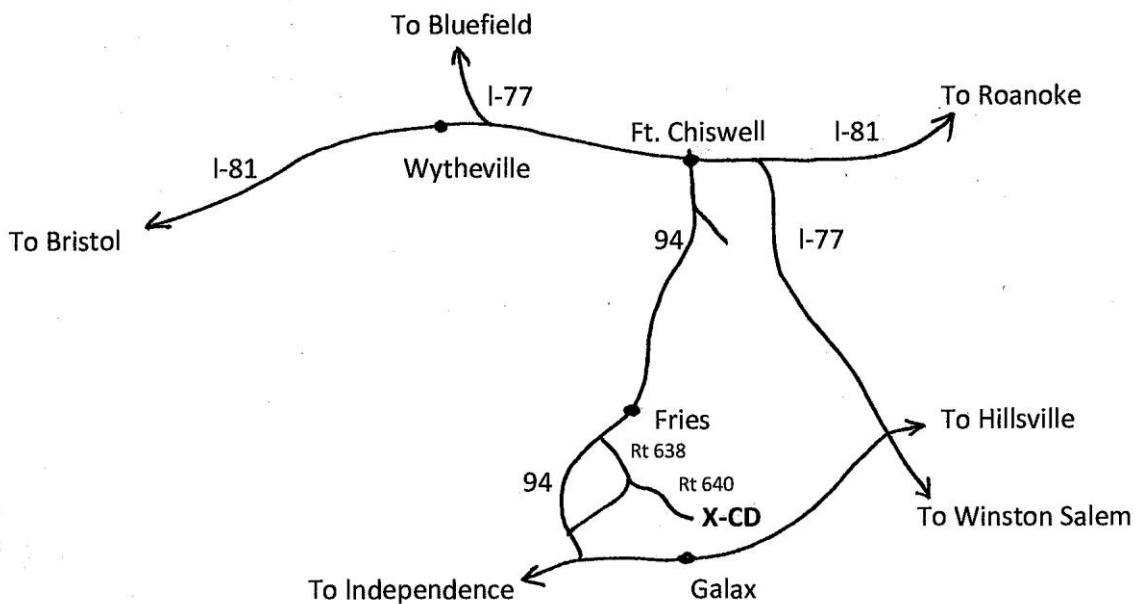 To Bluefield
I-77
To Roanoke
Ft. Chiswell
I-81
Wytheville
I-81
To Bristol
94
I-77
Fries
To Hillsville
Rt 638
94
Rt 640
X-CD
To Winston Salem
To Independence
Galax